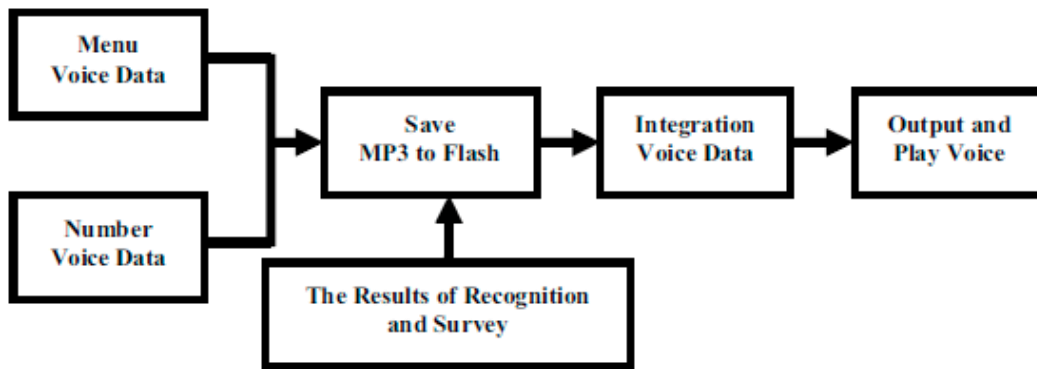 Menu
Voice Data
Number
Voice Data
Save
MP3 to Flash
Integration
Voice Data
Output and
Play Voice
The Results of Recognition
and Survey